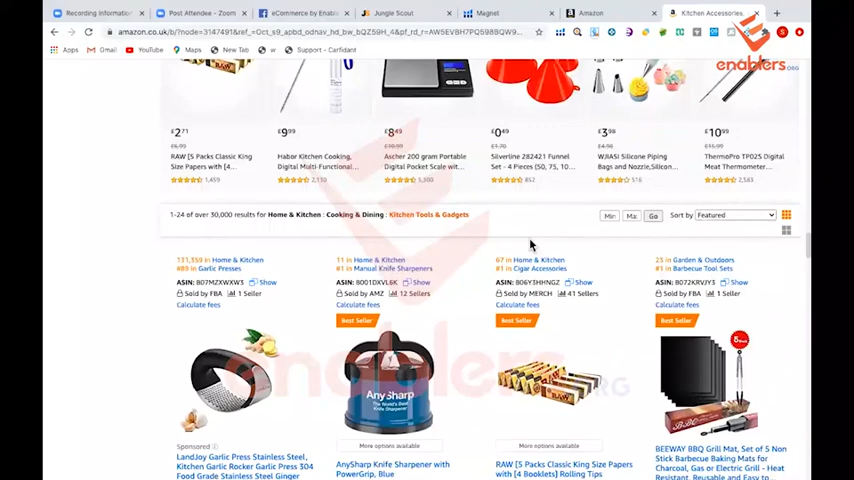 Recording Information
Post Attendee - Zoom
eCommerce by Enable
Jungle Scout
Magnet
Amazon
Kitchen Accessories
amazon.co.uk/b/?node=3147491&ref_=Oct_s9_apbd_odnav_hd_bw_bQZ59H_4&pf_rd_r=AW5EV8HT0W598BQW9...
Apps
Gmail
YouTube
Maps
New Tab
Support - Carfidant
enablers.ORG
£2.71
£9.99
£8.49
£0.49
£3.98
£10.99
£6.99
£10.99
£1.70
£4.98
£15.99
RAW [5 Packs Classic King Size Papers with [4...
Habor Kitchen Cooking, Digital Multi-Functional...
Ascher 200 gram Portable Digital Pocket Scale wit...
Silverline 282421 Funnel Set - 4 Pieces (50, 75, 10...
WJIASI Silicone Piping Bags and Nozzle,Silicon...
ThermoPro TP02S Digital Meat Thermometer...
1,459
2,130
5,300
852
516
2,583
1-24 of over 30,000 results for Home & Kitchen : Cooking & Dining : Kitchen Tools & Gadgets
Min
Max
Go
Sort by
Featured
131,359 in Home & Kitchen
#89 in Garlic Presses
ASIN: B07MZXWXW3
Show
Sold by FBA
1 Seller
Calculate fees
11 in Home & Kitchen
#1 in Manual Knife Sharpeners
ASIN: B001DXVL6K
Show
Sold by AMZ
12 Sellers
Calculate fees
67 in Home & Kitchen
#1 in Cigar Accessories
ASIN: B06Y3HHNGZ
Show
Sold by MERCH
41 Sellers
Calculate fees
23 in Garden & Outdoors
#1 in Barbecue Tool Sets
ASIN: B072KRVJY3
Show
Sold by FBA
1 Seller
Calculate fees
Best Seller
Best Seller
Best Seller
AnySharp
RAW
enablers.ORG
More options available
More options available
Sponsored
LandJoy Garlic Press Stainless Steel,
Kitchen Garlic Rocker Garlic Press 304
Food Grade Stainless Steel Ginger
AnySharp Knife Sharpener with
PowerGrip, Blue
RAW [5 Packs Classic King Size Papers
with [4 Booklets] Rolling Tips
BEEWAY BBQ Grill Mat, Set of 5 Non
Stick Barbecue Baking Mats for
Charcoal, Gas or Electric Grill - Heat
Resistant, Reusable and Easy to...